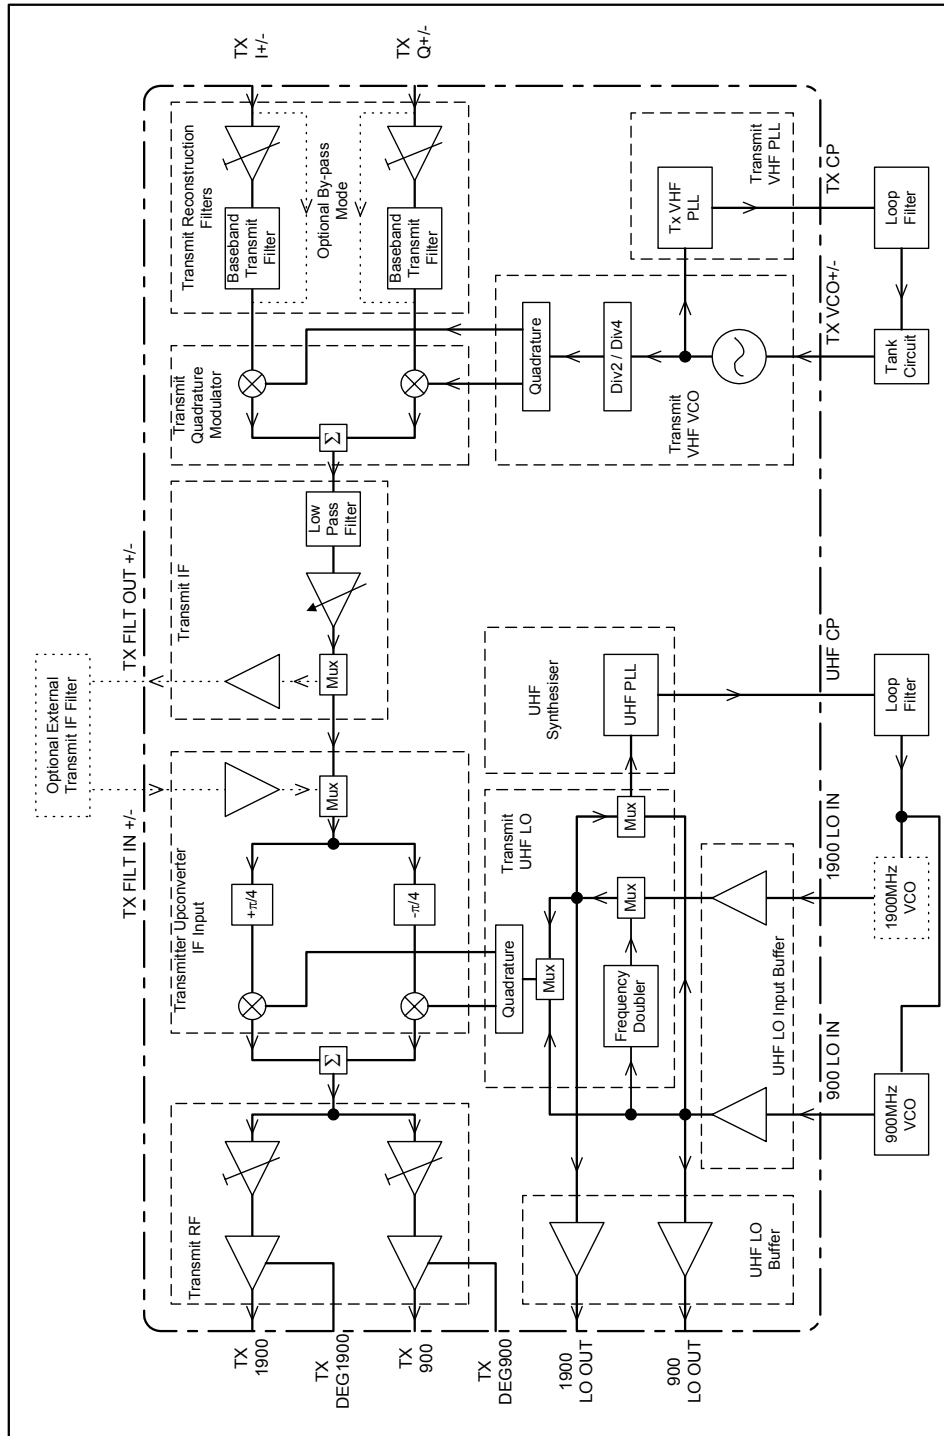 TX
I+/-
TX
Q+/-
Transmit Reconstruction
Filters
Baseband
Transmit
Filter
Optional By-pass
Mode
Baseband
Transmit
Filter
Transmit
Quadrature
Modulator
Σ
Transmit
VHF PLL
Tx VHF
PLL
TX CP
Loop
Filter
Quadrature
Div2 / Div4
Transmit
VHF VCO
TX VCO+/-
Tank
Circuit
TX FILT OUT +/-
Transmit IF
Low
Pass
Filter
Mux
Optional External
Transmit IF Filter
TX FILT IN +/-
Transmitter Upconverter
IF Input
Mux
+π/4
-π/4
Σ
UHF
Synthesiser
UHF PLL
UHF CP
Loop
Filter
Transmit
UHF LO
Mux
Mux
Mux
Quadrature
Frequency
Doubler
UHF LO Input Buffer
1900 LO IN
1900MHz
VCO
900 LO IN
900MHz
VCO
Transmit RF
UHF LO
Buffer
TX
1900
TX
DEG1900
TX
900
TX
DEG900
1900
LO OUT
900
LO OUT